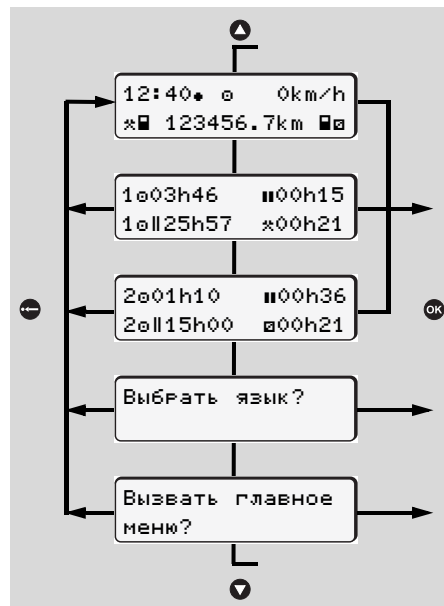 12:40● ⊙ 0km/h
123456.7km
1⊙03h46 00h15
1⊙||25h57 00h21
2⊙01h10 00h36
2⊙||15h00 00h21
OK
Выбрать язык?
Вызвать главное
меню?